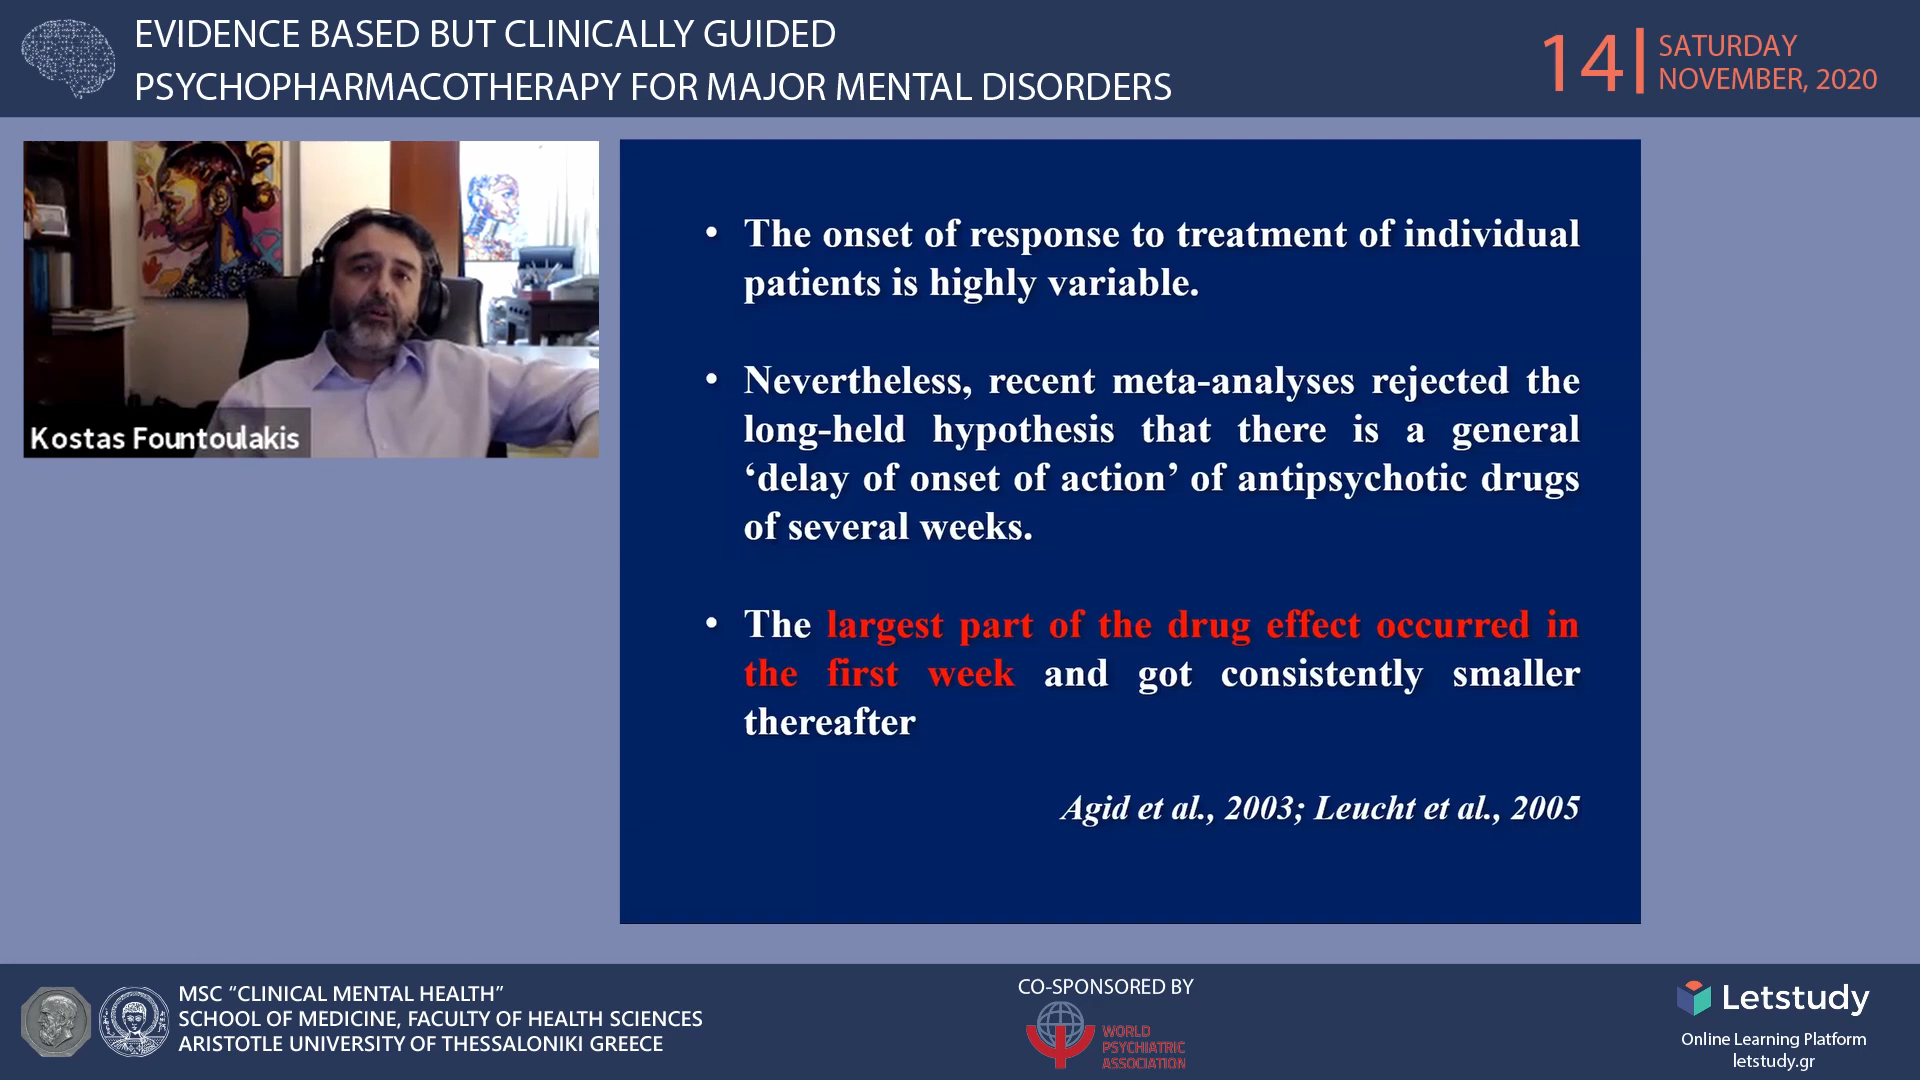 EVIDENCE BASED BUT CLINICALLY GUIDED
PSYCHOPHARMACOTHERAPY FOR MAJOR MENTAL DISORDERS
14
SATURDAY
NOVEMBER, 2020
Kostas Fountoulakis
• The onset of response to treatment of individual
patients is highly variable.
• Nevertheless, recent meta-analyses rejected the
long-held hypothesis that there is a general
‘delay of onset of action’ of antipsychotic drugs
of several weeks.
• The largest part of the drug effect occurred in
the first week and got consistently smaller
thereafter
Agid et al., 2003; Leucht et al., 2005
MSC “CLINICAL MENTAL HEALTH”
SCHOOL OF MEDICINE, FACULTY OF HEALTH SCIENCES
ARISTOTLE UNIVERSITY OF THESSALONIKI GREECE
CO-SPONSORED BY
WORLD
PSYCHIATRIC
ASSOCIATION
Letstudy
Online Learning Platform
letstudy.gr